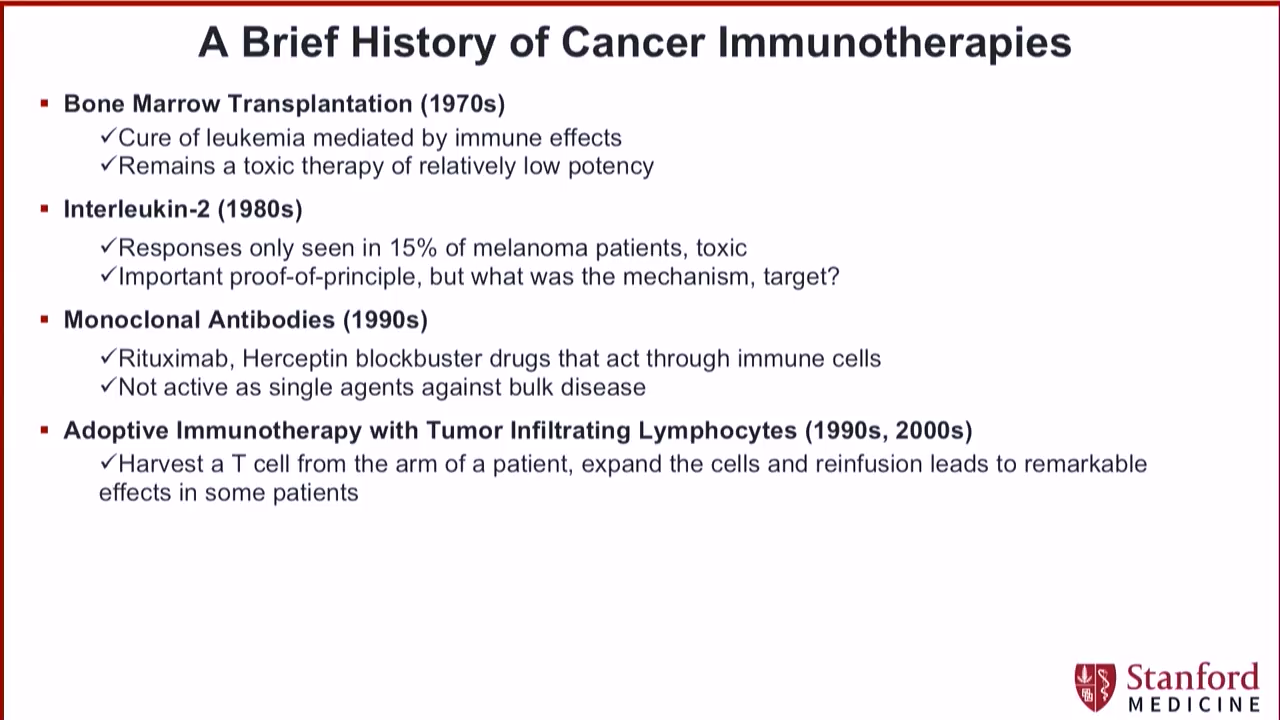 A Brief History of Cancer Immunotherapies
▪ Bone Marrow Transplantation (1970s)
✓Cure of leukemia mediated by immune effects
✓Remains a toxic therapy of relatively low potency
▪ Interleukin-2 (1980s)
✓Responses only seen in 15% of melanoma patients, toxic
✓Important proof-of-principle, but what was the mechanism, target?
▪ Monoclonal Antibodies (1990s)
✓Rituximab, Herceptin blockbuster drugs that act through immune cells
✓Not active as single agents against bulk disease
▪ Adoptive Immunotherapy with Tumor Infiltrating Lymphocytes (1990s, 2000s)
✓Harvest a T cell from the arm of a patient, expand the cells and reinfusion leads to remarkable
effects in some patients
Stanford
MEDICINE